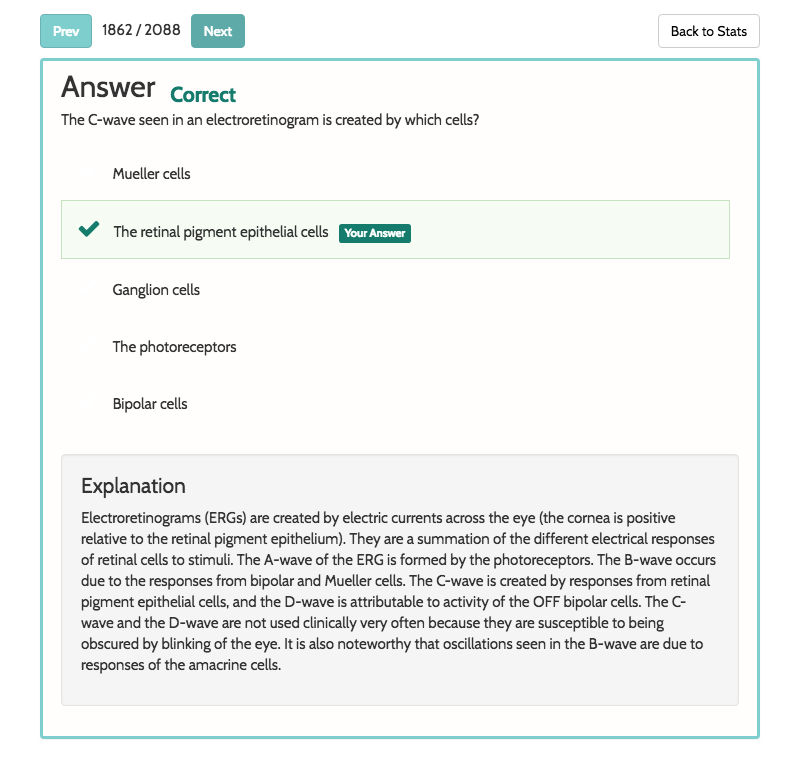 Prev 1862 / 2088 Next Back to Stats
Answer Correct
The C-wave seen in an electroretinogram is created by which cells?
Mueller cells
The retinal pigment epithelial cells Your Answer
Ganglion cells
The photoreceptors
Bipolar cells
Explanation
Electroretinograms (ERGs) are created by electric currents across the eye (the cornea is positive
relative to the retinal pigment epithelium). They are a summation of the different electrical responses
of retinal cells to stimuli. The A-wave of the ERG is formed by the photoreceptors. The B-wave occurs
due to the responses from bipolar and Mueller cells. The C-wave is created by responses from retinal
pigment epithelial cells, and the D-wave is attributable to activity of the OFF bipolar cells. The C-
wave and the D-wave are not used clinically very often because they are susceptible to being
obscured by blinking of the eye. It is also noteworthy that oscillations seen in the B-wave are due to
responses of the amacrine cells.